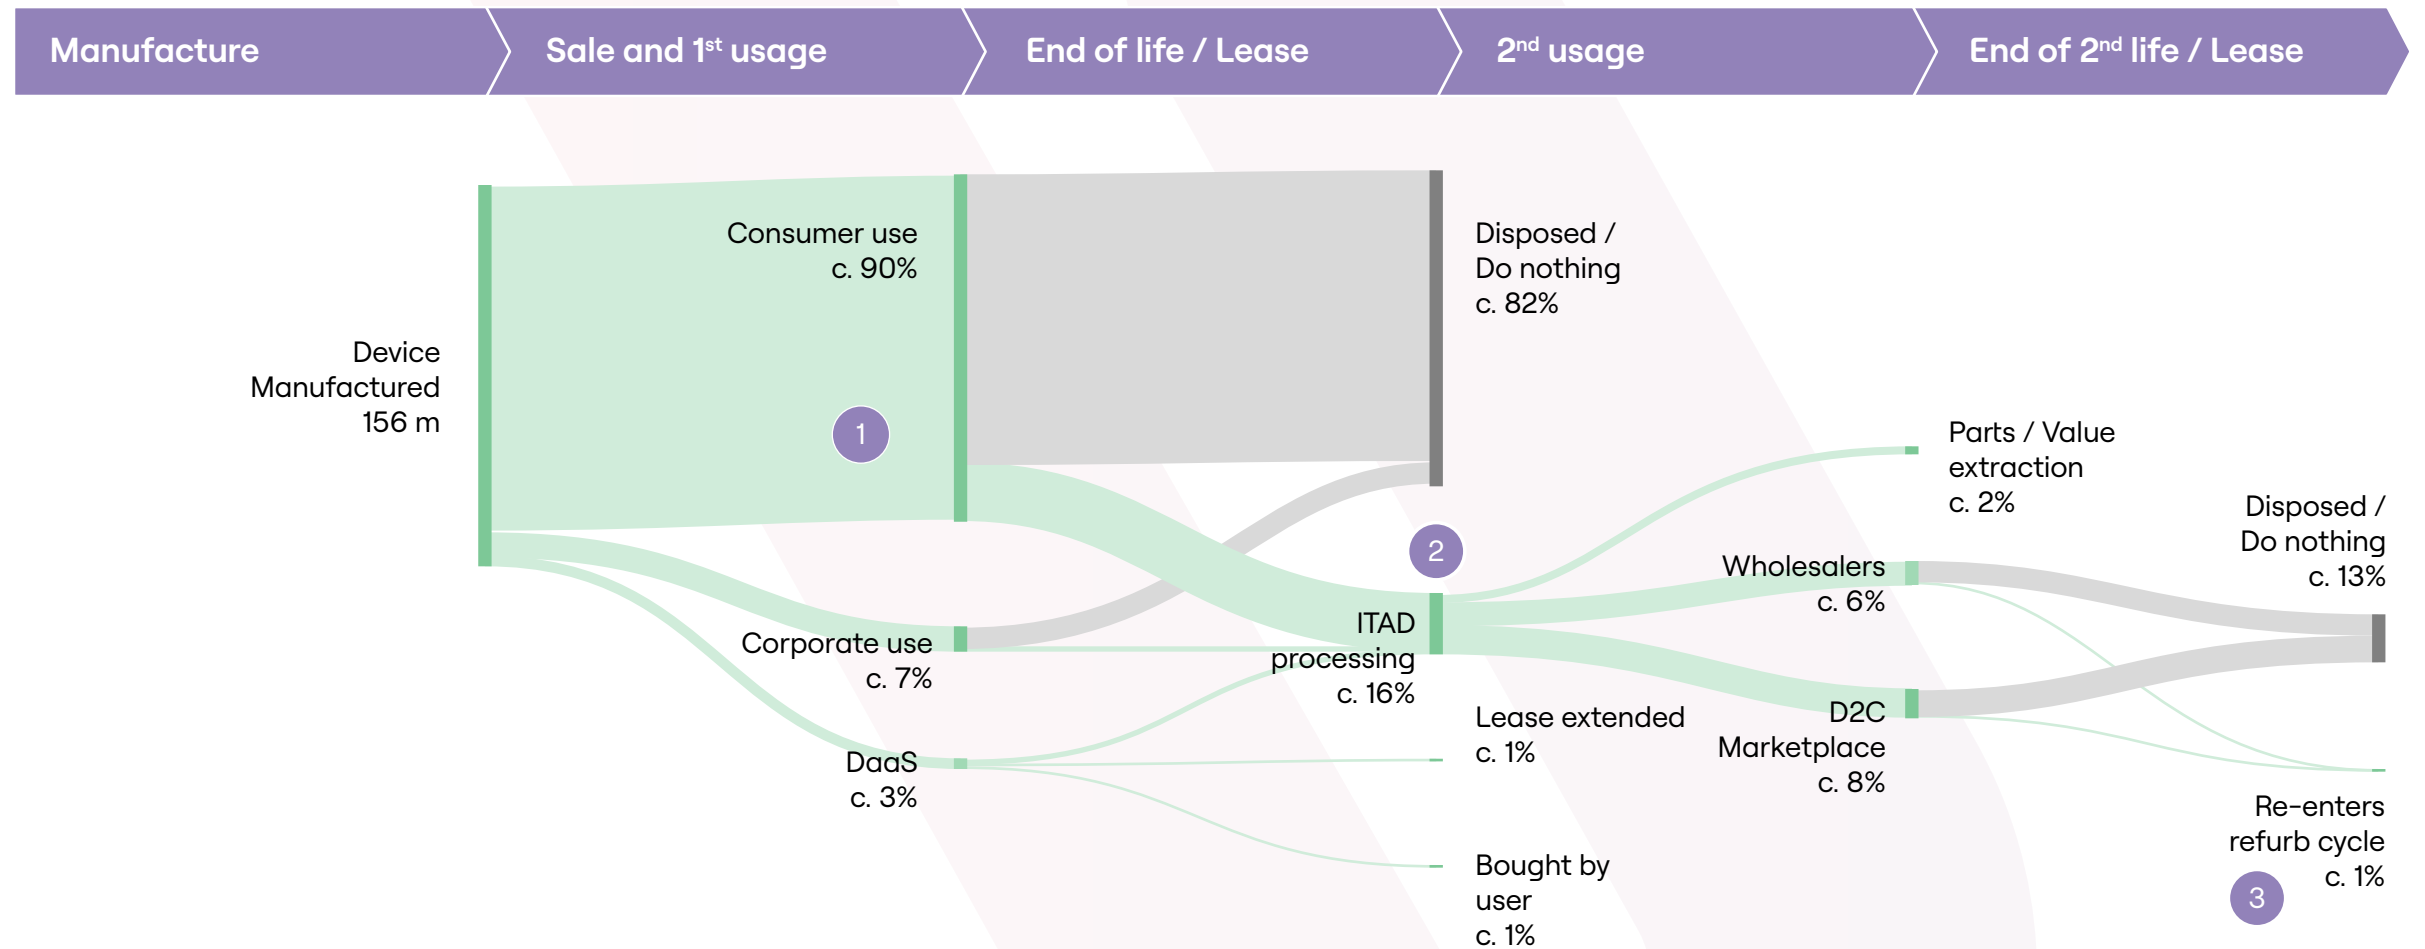 Manufacture
Sale and 1st usage
End of life / Lease
2nd usage
End of 2nd life / Lease
Device
Manufactured
156 m
Consumer use
c. 90%
1
Corporate use
c. 7%
DaaS
c. 3%
Disposed /
Do nothing
c. 82%
2
ITAD
processing
c. 16%
Lease extended
c. 1%
Bought by
user
c. 1%
Parts / Value
extraction
c. 2%
Wholesalers
c. 6%
D2C
Marketplace
c. 8%
Disposed /
Do nothing
c. 13%
Re-enters
refurb cycle
c. 1%
3